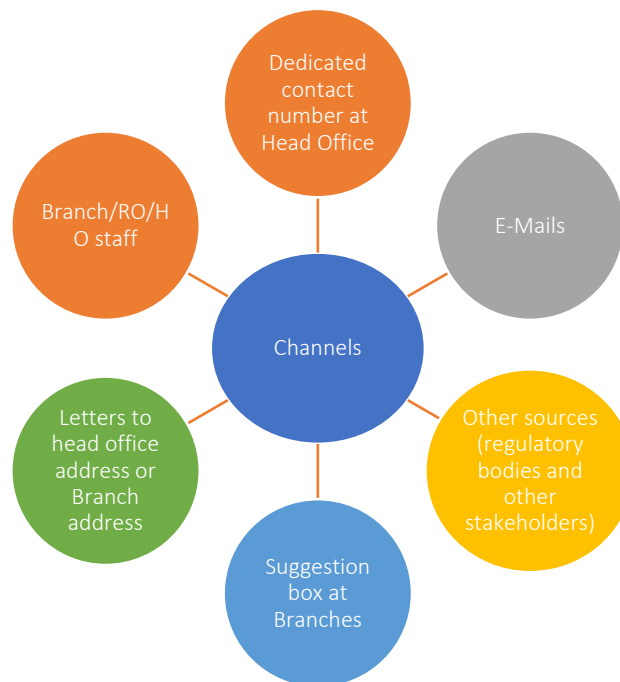 Dedicated
contact
number at
Head Office
E-Mails
Other sources
(regulatory
bodies and
other
stakeholders)
Suggestion
box at
Branches
Letters to
head office
address or
Branch
address
Branch/RO/H
O staff
Channels